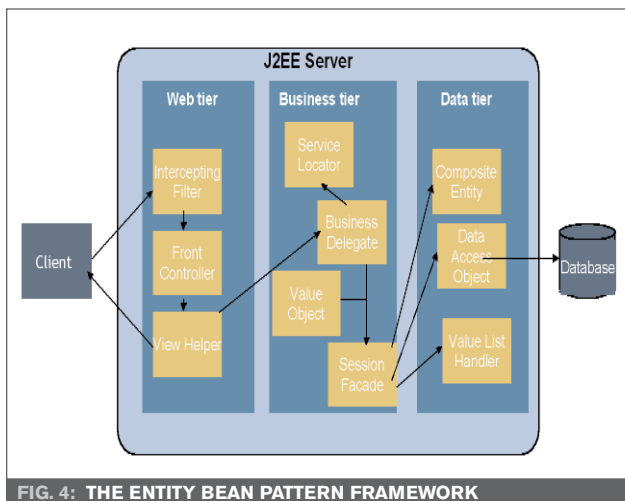 J2EE Server
Web tier
Business tier
Data tier
Intercepting
Filter
Front
Controller
View Helper
Service
Locator
Business
Delegate
Value
Object
Session
Facade
Composite
Entity
Data
Access
Object
Value List
Handler
Client
Database
FIG. 4: THE ENTITY BEAN PATTERN FRAMEWORK